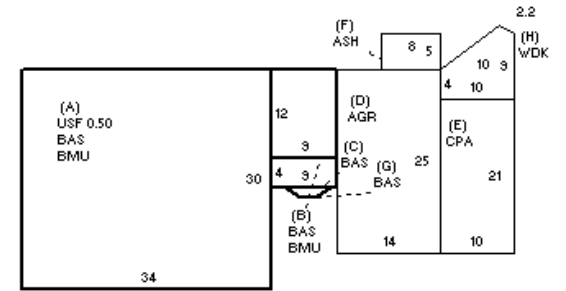 2.2
(F)
ASH
8 5
(H)
WDK
10 9
4 10
(A)
USF 0.50
BAS
BMU
12
9
(D)
AGR
(E)
CPA
(C)
BAS
(G)
BAS
25
30
4 9
21
(B)
BAS
BMU
14
10
34